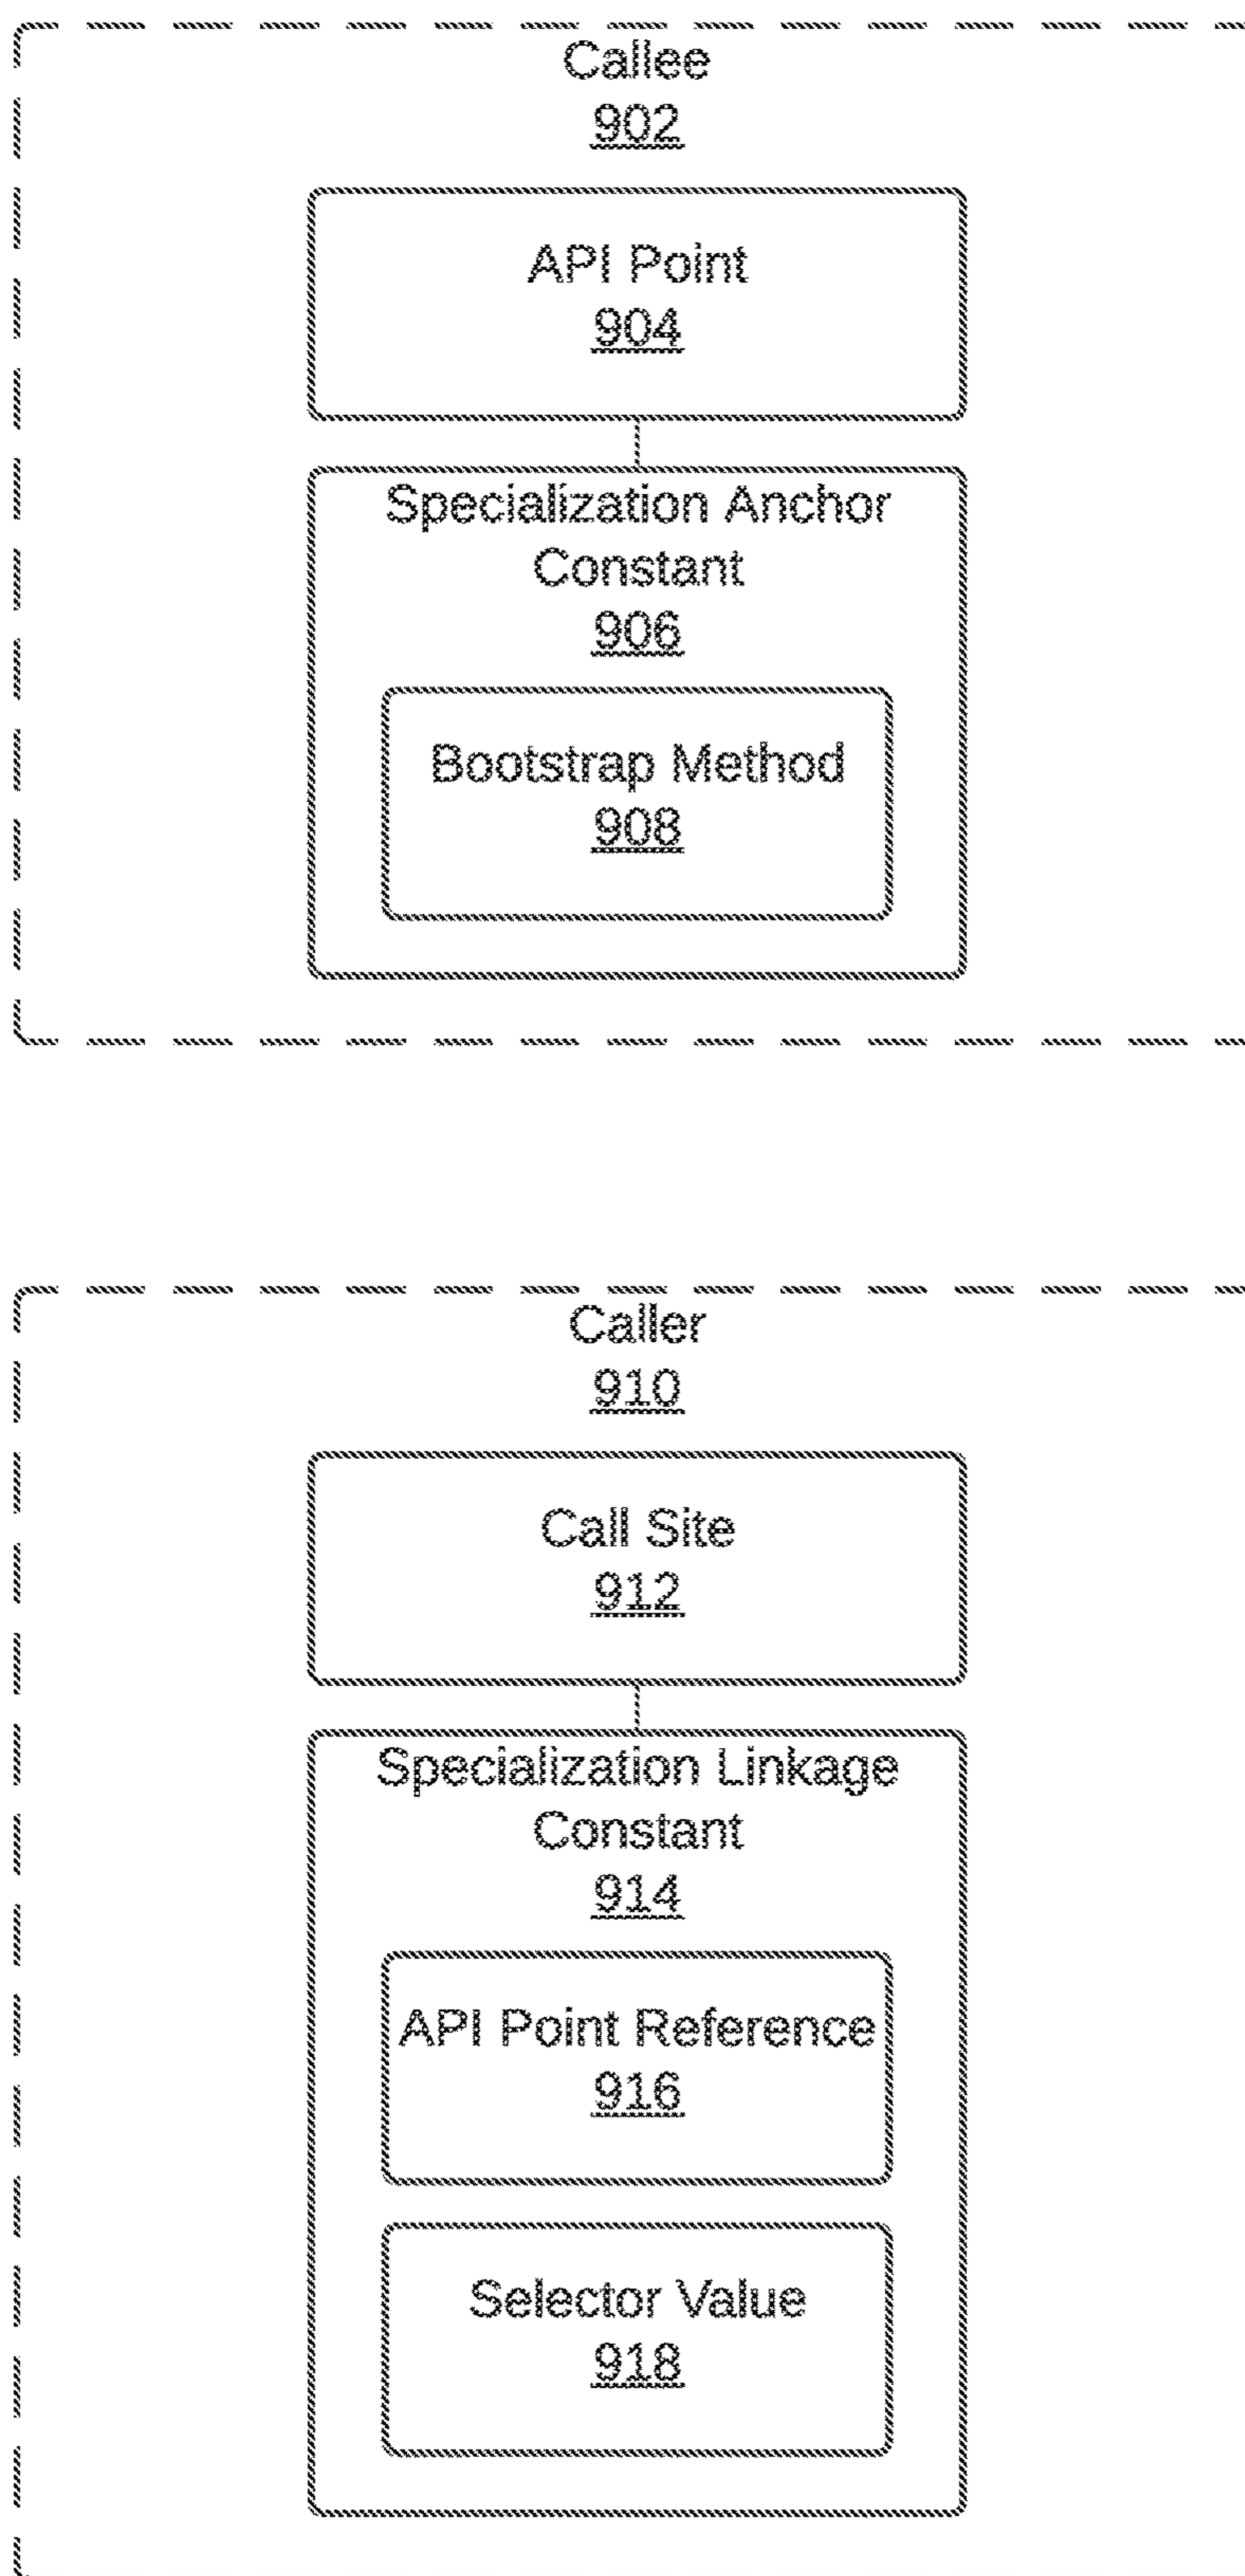 Callee
902
API Point
904
Specialization Anchor
Constant
906
Bootstrap Method
908
Caller
910
Call Site
912
Specialization Linkage
Constant
914
API Point Reference
916
Selector Value
918